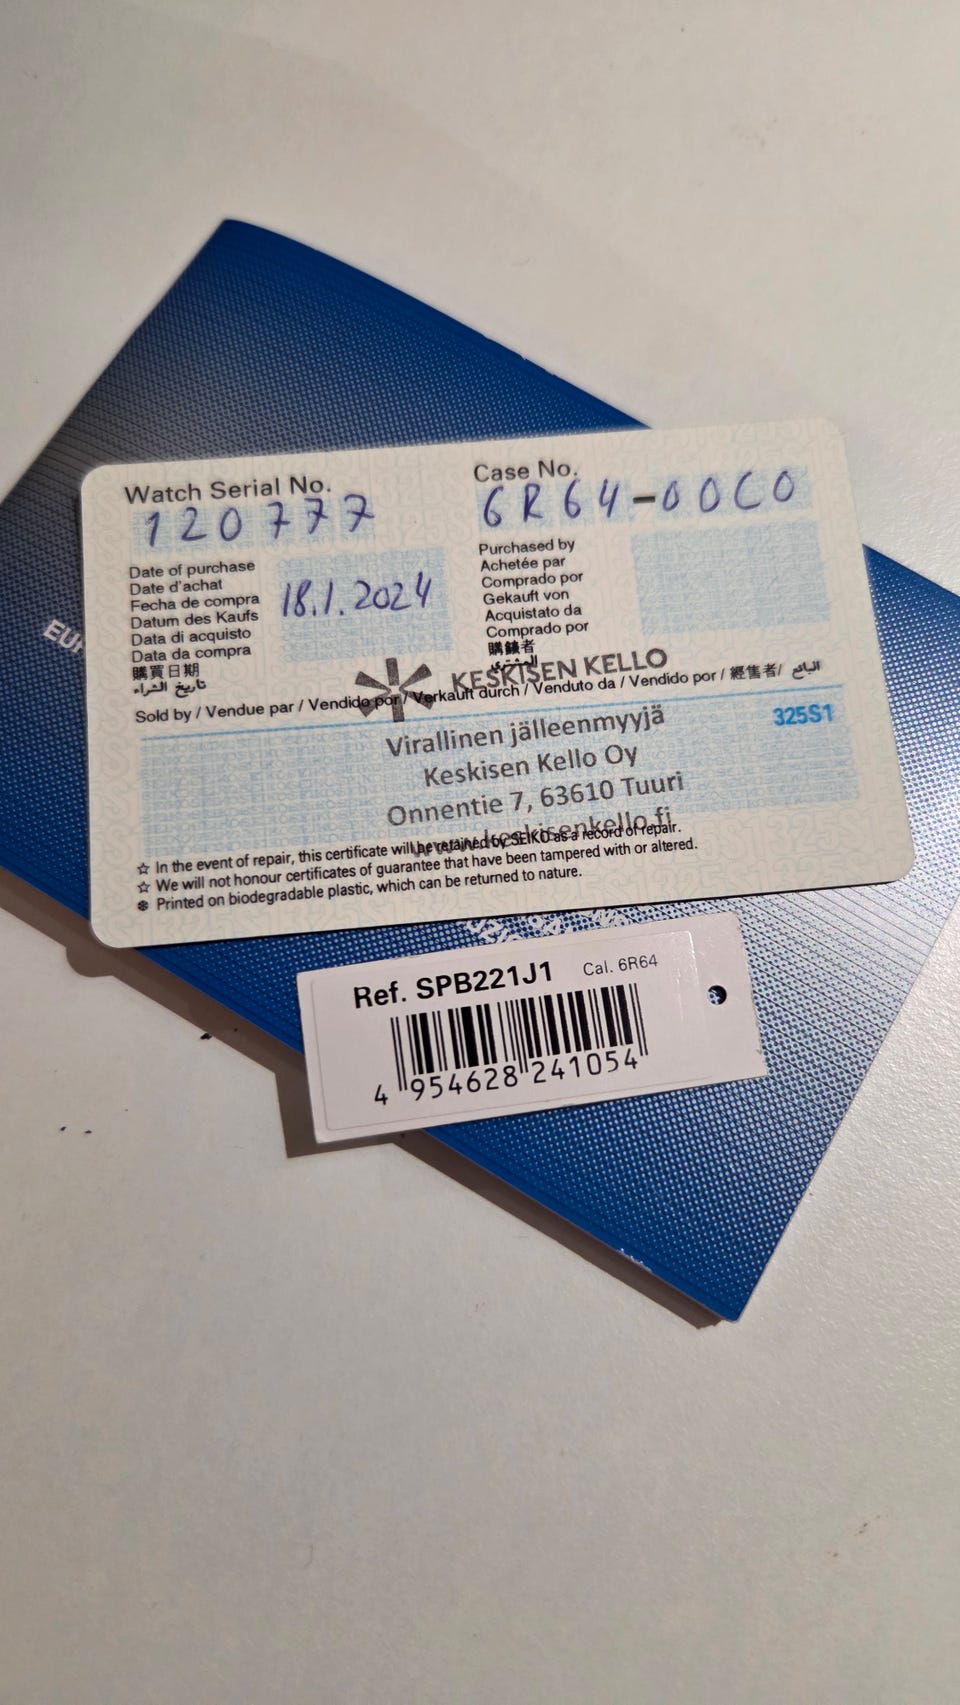 Watch Serial No.
120777
Case No.
6R64-00C0
Date of purchase
Date d'achat
Fecha de compra
Datum des Kaufs
Data di acquisto
Data da compra
購買日期
تاريخ الشراء
18.1.2024
Purchased by
Achetée par
Comprado por
Gekauft von
Acquistato da
Comprado por
購錶者
المشتري
KESKISEN KELLO
Sold by / Vendue par / Vendido por / Verkauft durch / Venduto da / Vendido por / 經售者/ البائع
325S1
Virallinen jälleenmyyjä
Keskisen Kello Oy
Onnentie 7, 63610 Tuuri
www.keskisenkello.fi
☆ In the event of repair, this certificate will be retained by SEIKO as a record of repair.
☆ We will not honour certificates of guarantee that have been tampered with or altered.
❃ Printed on biodegradable plastic, which can be returned to nature.
Ref. SPB221J1 Cal. 6R64
4 954628 241054